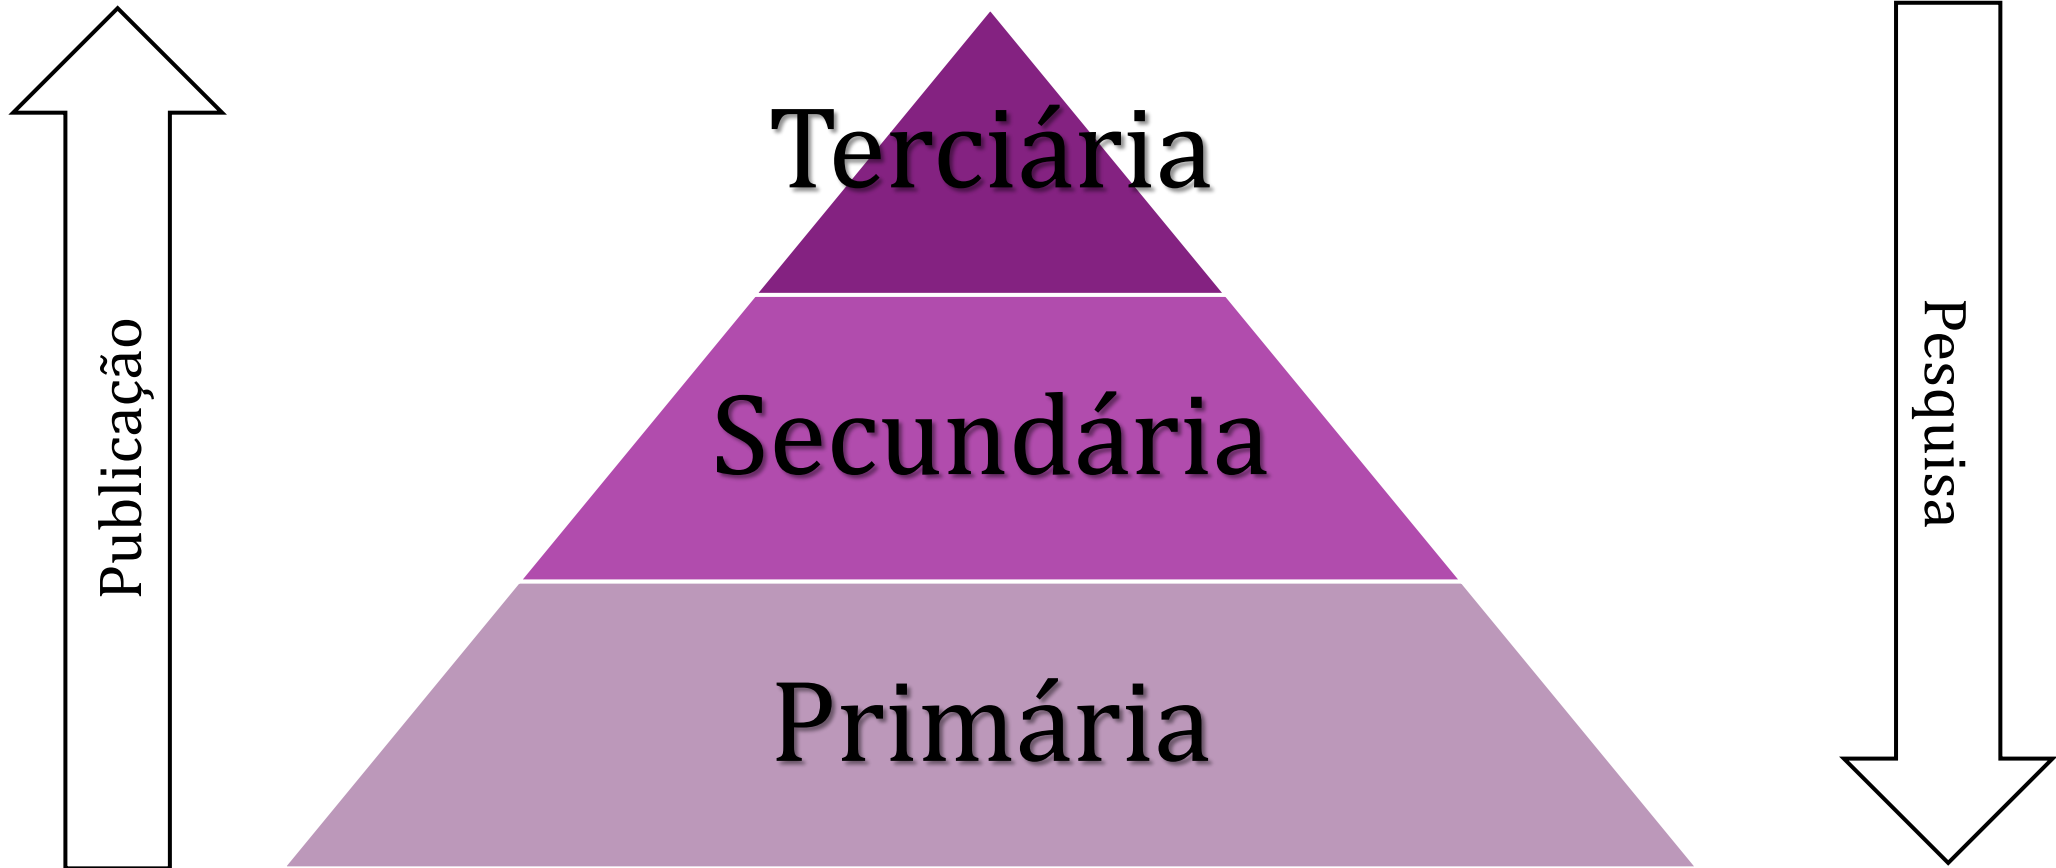 Publicação
Terciária
Secundária
Primária
Pesquisa